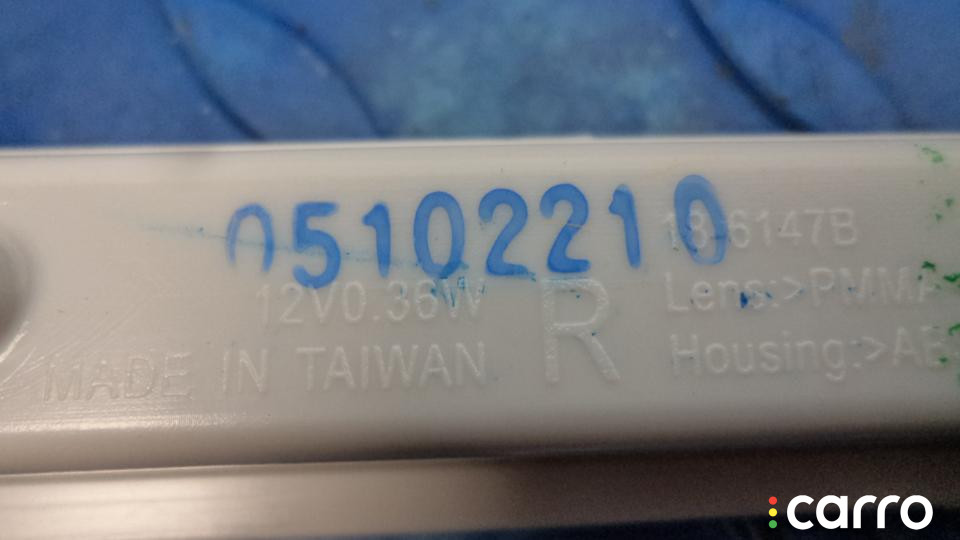 05102210
18-6147B
12V0.36W
R
Lens:>PMMA
MADE IN TAIWAN
Housing:>AB
carro